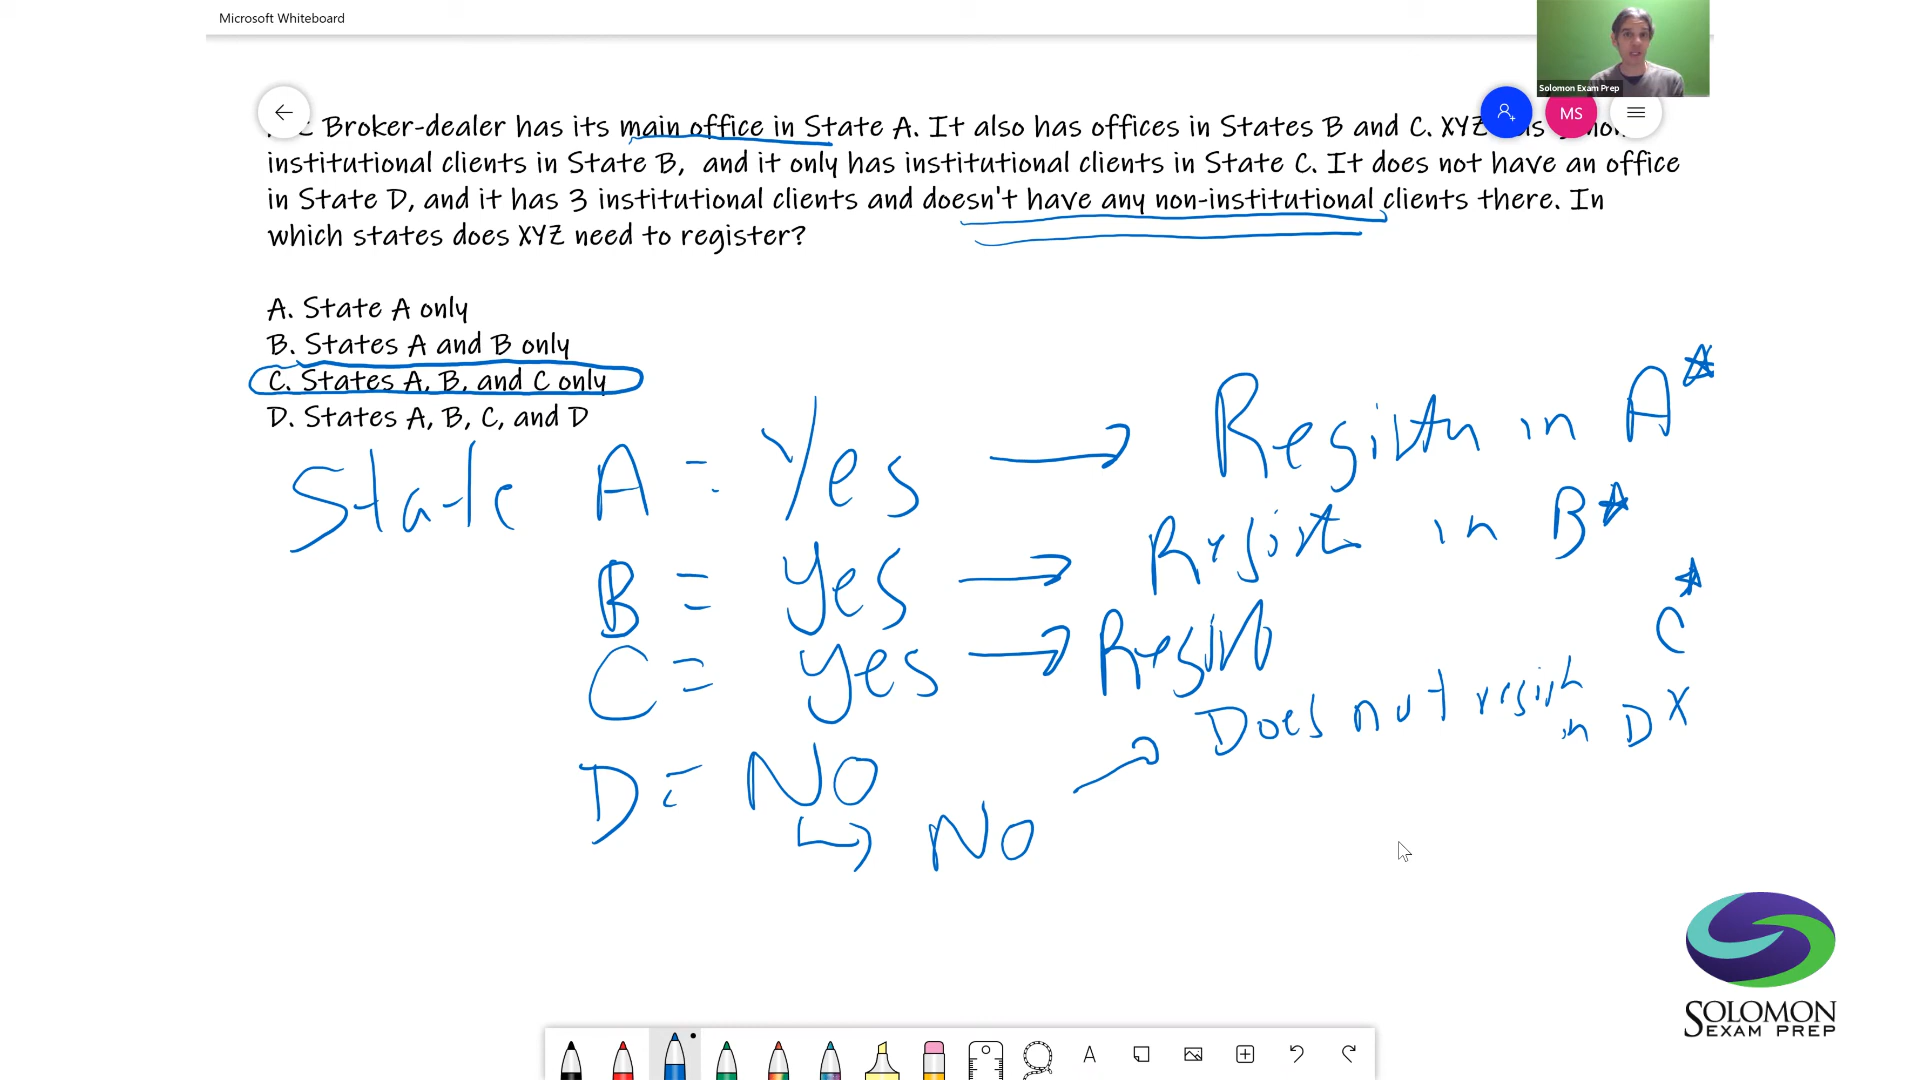 Microsoft Whiteboard
Solomon Exam Prep
MS
Broker-dealer has its main office in State A. It also has offices in States B and C. XYZ
institutional clients in State B, and it only has institutional clients in State C. It does not have an office
in State D, and it has 3 institutional clients and doesn't have any non-institutional clients there. In
which states does XYZ need to register?
A. State A only
B. States A and B only
C. States A, B, and C only
D. States A, B, C, and D
State A = Yes → Register in A
B = Yes → Register in B
C = Yes → Register C
D = NO
NO → Does not register in D X
SOLOMON
EXAM PREP